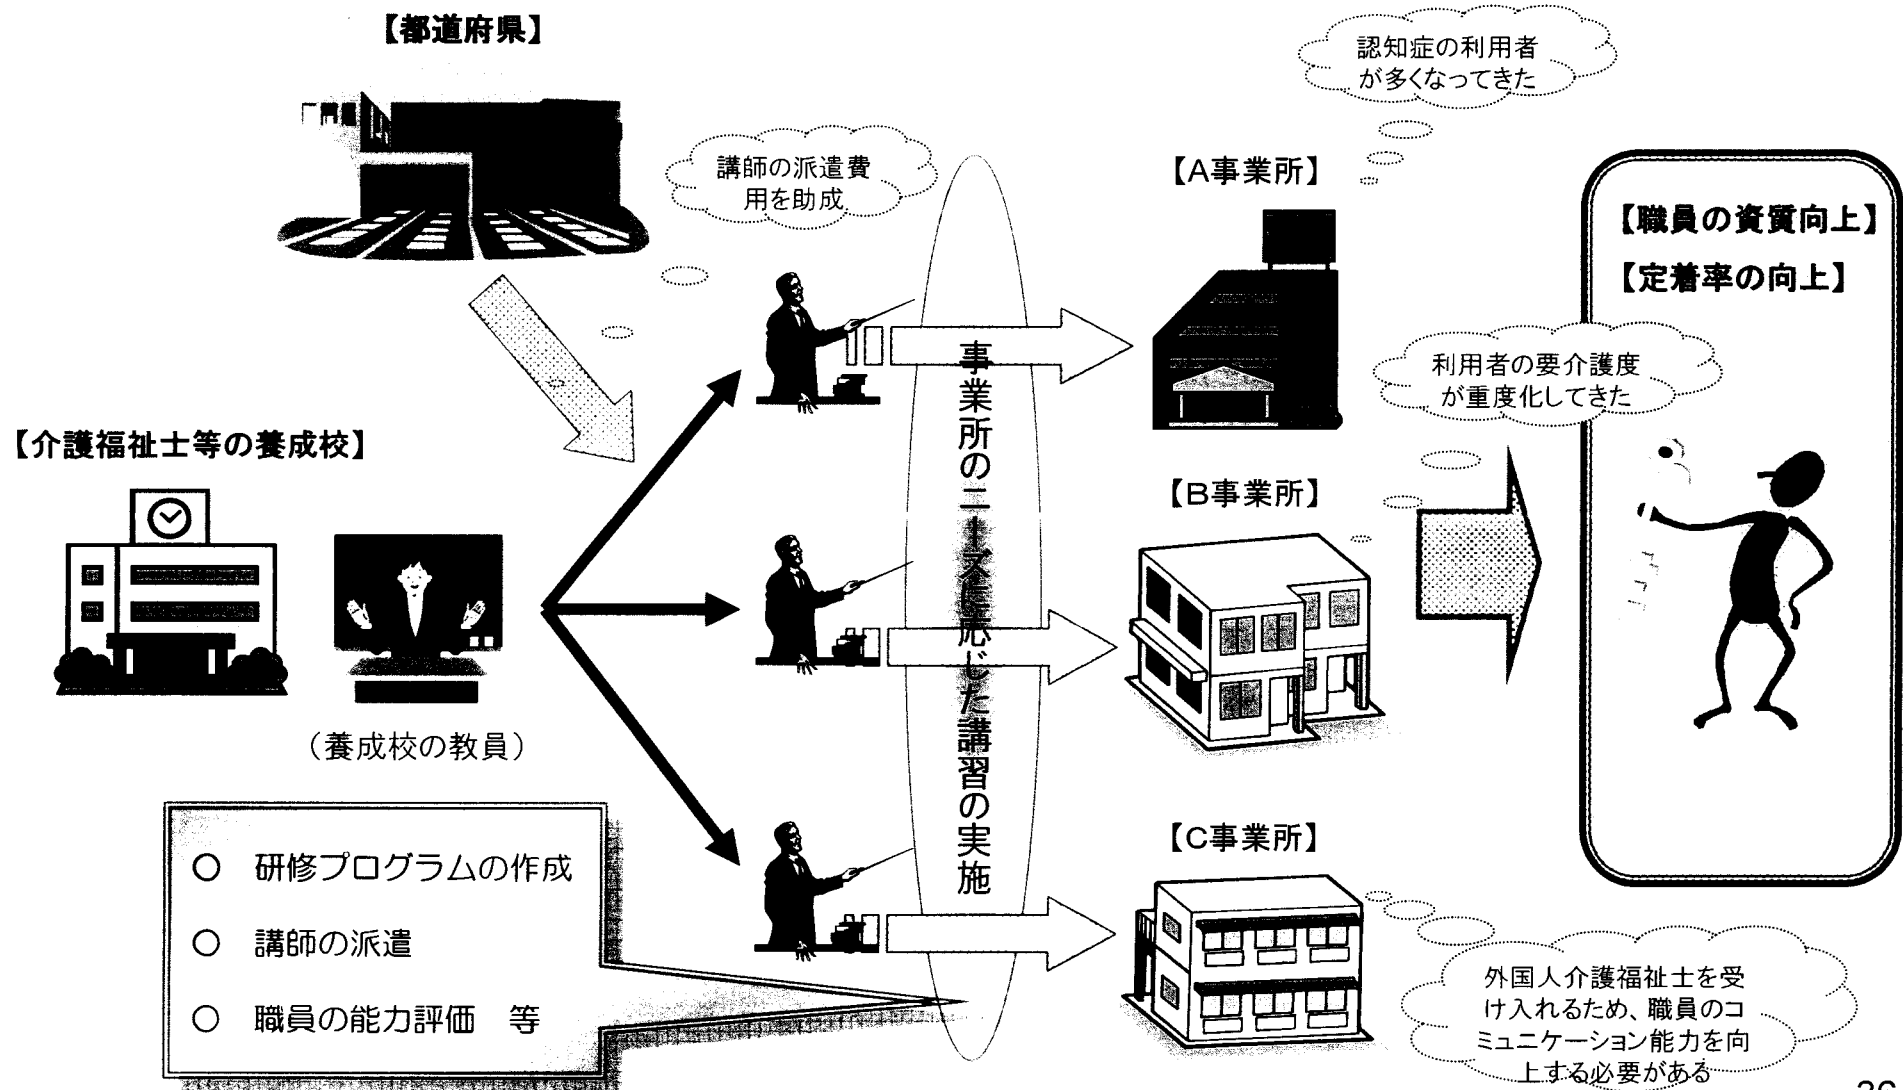 【都道府県】
認知症の利用者
が多くなってきた
講師の派遣費
用を助成
【A事業所】
【職員の資質向上】
【定着率の向上】
利用者の要介護度
が重度化してきた
【介護福祉士等の養成校】
(養成校の教員)
事業所のニーズに応じた講習の実施
【B事業所】
【C事業所】
○ 研修プログラムの作成
○ 講師の派遣
○ 職員の能力評価 等
外国人介護福祉士を受
け入れるため、職員のコ
ミュニケーション能力を向
上する必要がある